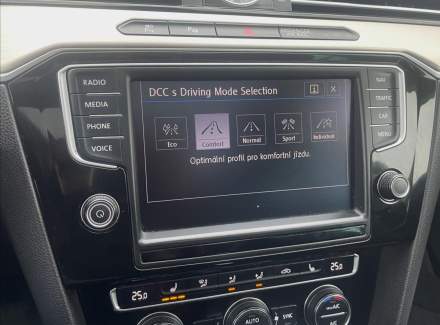 RADIO
MEDIA
PHONE
VOICE
DCC s Driving Mode Selection
Eco
Comfort
Normal
Sport
Individual
Optimální profil pro komfortní jízdu.
NAV
TRAFFIC
CAR
MENU
25.0
25.0
AUTO
SYNC
A/C